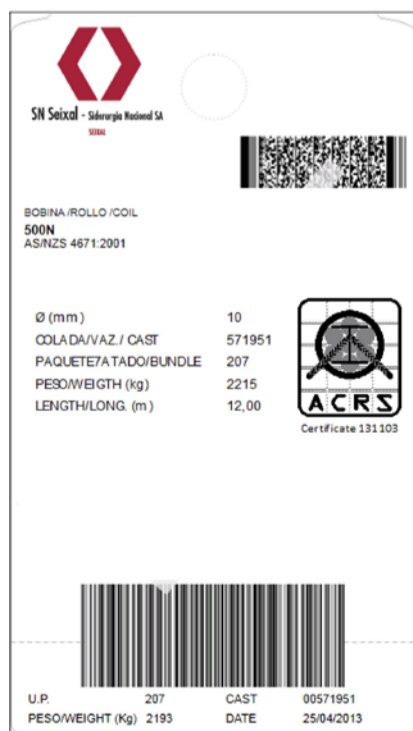 SN Seixal - Siderurgia Nacional SA
SEIXAL
BOBINA /ROLLO /COIL
500N
AS/NZS 4671:2001
Ø (mm) 10
COLADA/VAZ./ CAST 571951
PAQUETE7ATADO/BUNDLE 207
PESO/WEIGTH (kg) 2215
LENGTH/LONG. (m) 12,00
ACRS
Certificate 131103
U.P. 207 CAST 00571951
PESO/WEIGHT (Kg) 2193 DATE 25/04/2013